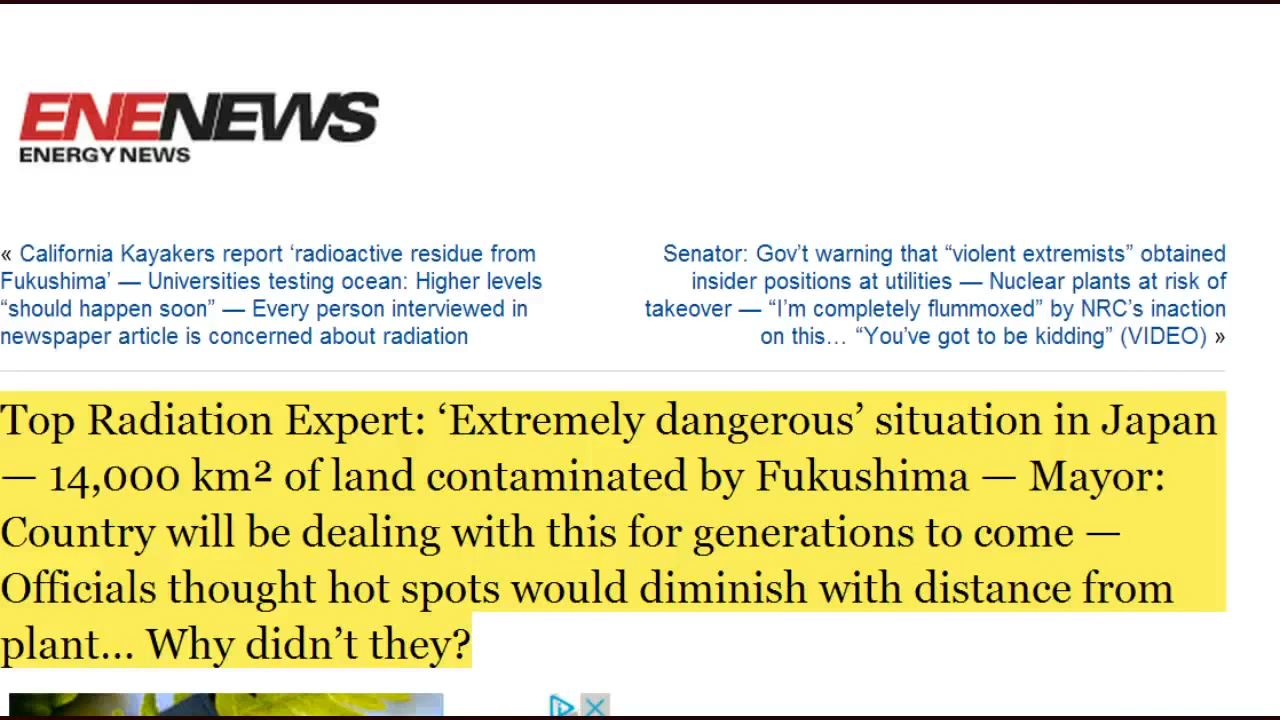 ENENEWS
ENERGY NEWS
« California Kayakers report ‘radioactive residue from
Fukushima’ — Universities testing ocean: Higher levels
“should happen soon” — Every person interviewed in
newspaper article is concerned about radiation
Senator: Gov’t warning that “violent extremists” obtained
insider positions at utilities — Nuclear plants at risk of
takeover — “I’m completely flummoxed” by NRC’s inaction
on this… “You’ve got to be kidding” (VIDEO) »
Top Radiation Expert: ‘Extremely dangerous’ situation in Japan
— 14,000 km² of land contaminated by Fukushima — Mayor:
Country will be dealing with this for generations to come —
Officials thought hot spots would diminish with distance from
plant… Why didn’t they?